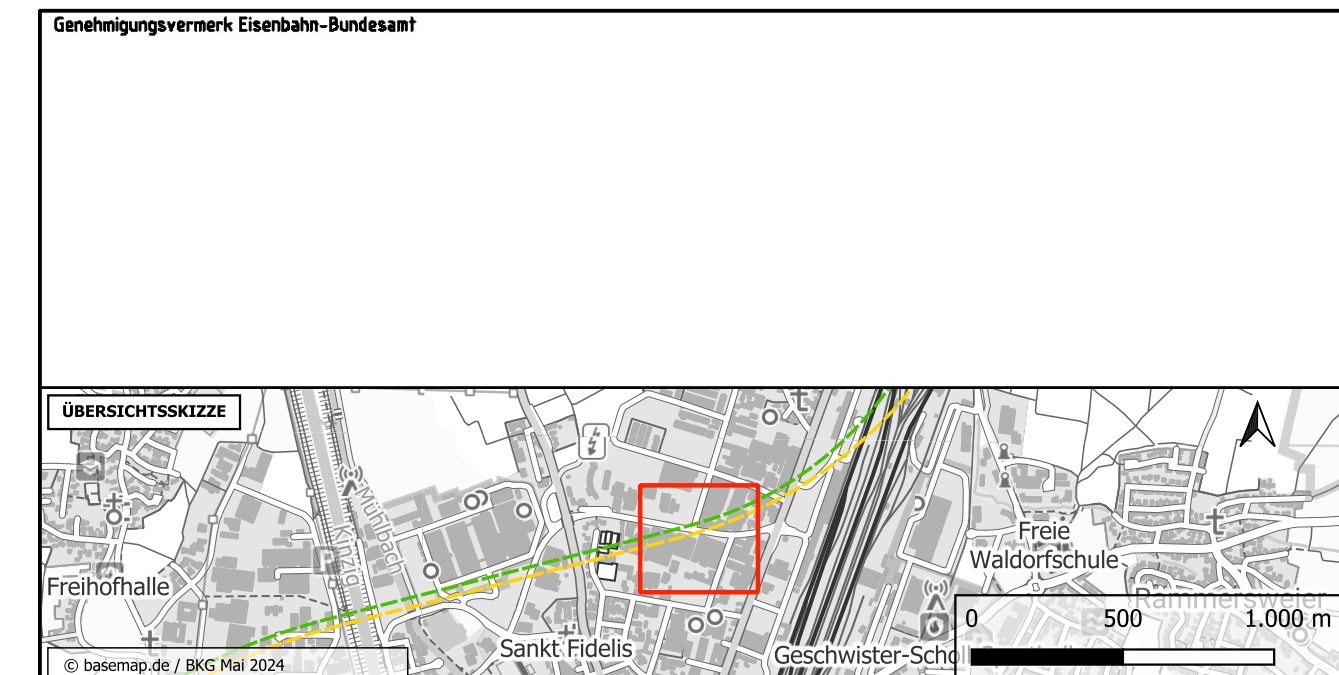 Genehmigungsvermerk Eisenbahn-Bundesamt
ÜBERSICHTSSKIZZE
Mühlbach
Kinzig
Freihofhalle
Freie
Waldorfschule
Rammersweier
0 500 1.000 m
Sankt Fidelis
Geschwister-Scholl
© basemap.de / BKG Mai 2024